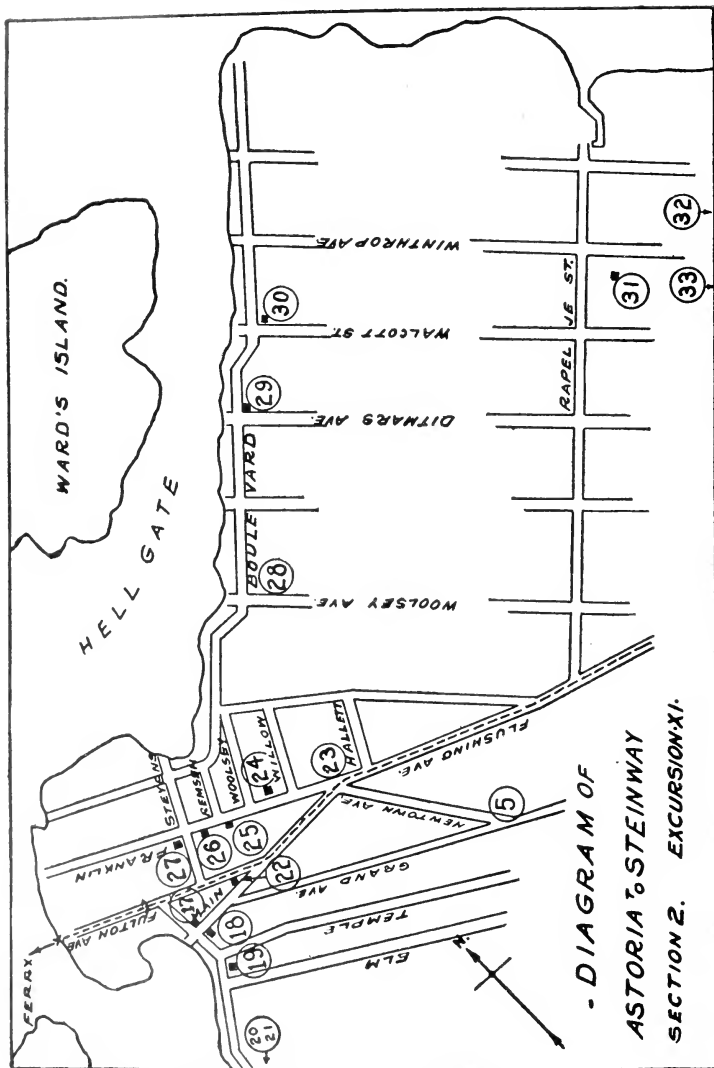 WARD'S ISLAND.
HELL GATE
FERRY
FULTON AVE
FRANKLIN
STEVENS
REMSEN
WOOLSEY
WILLOW
HALLETT
MAIN
BOULEVARD
WOOLSEY AVE.
DITMARS AVE.
WALCOTT ST.
WINTHROP AVE.
RAPELJE ST.
FLUSHING AVE.
NEWTOWN AVE.
GRAND AVE.
TEMPLE
ELM
N.
5
17
18
19
20
21
22
23
24
25
26
27
28
29
30
31
32
33
- DIAGRAM OF
ASTORIA TO STEINWAY
SECTION 2. EXCURSION·XI·